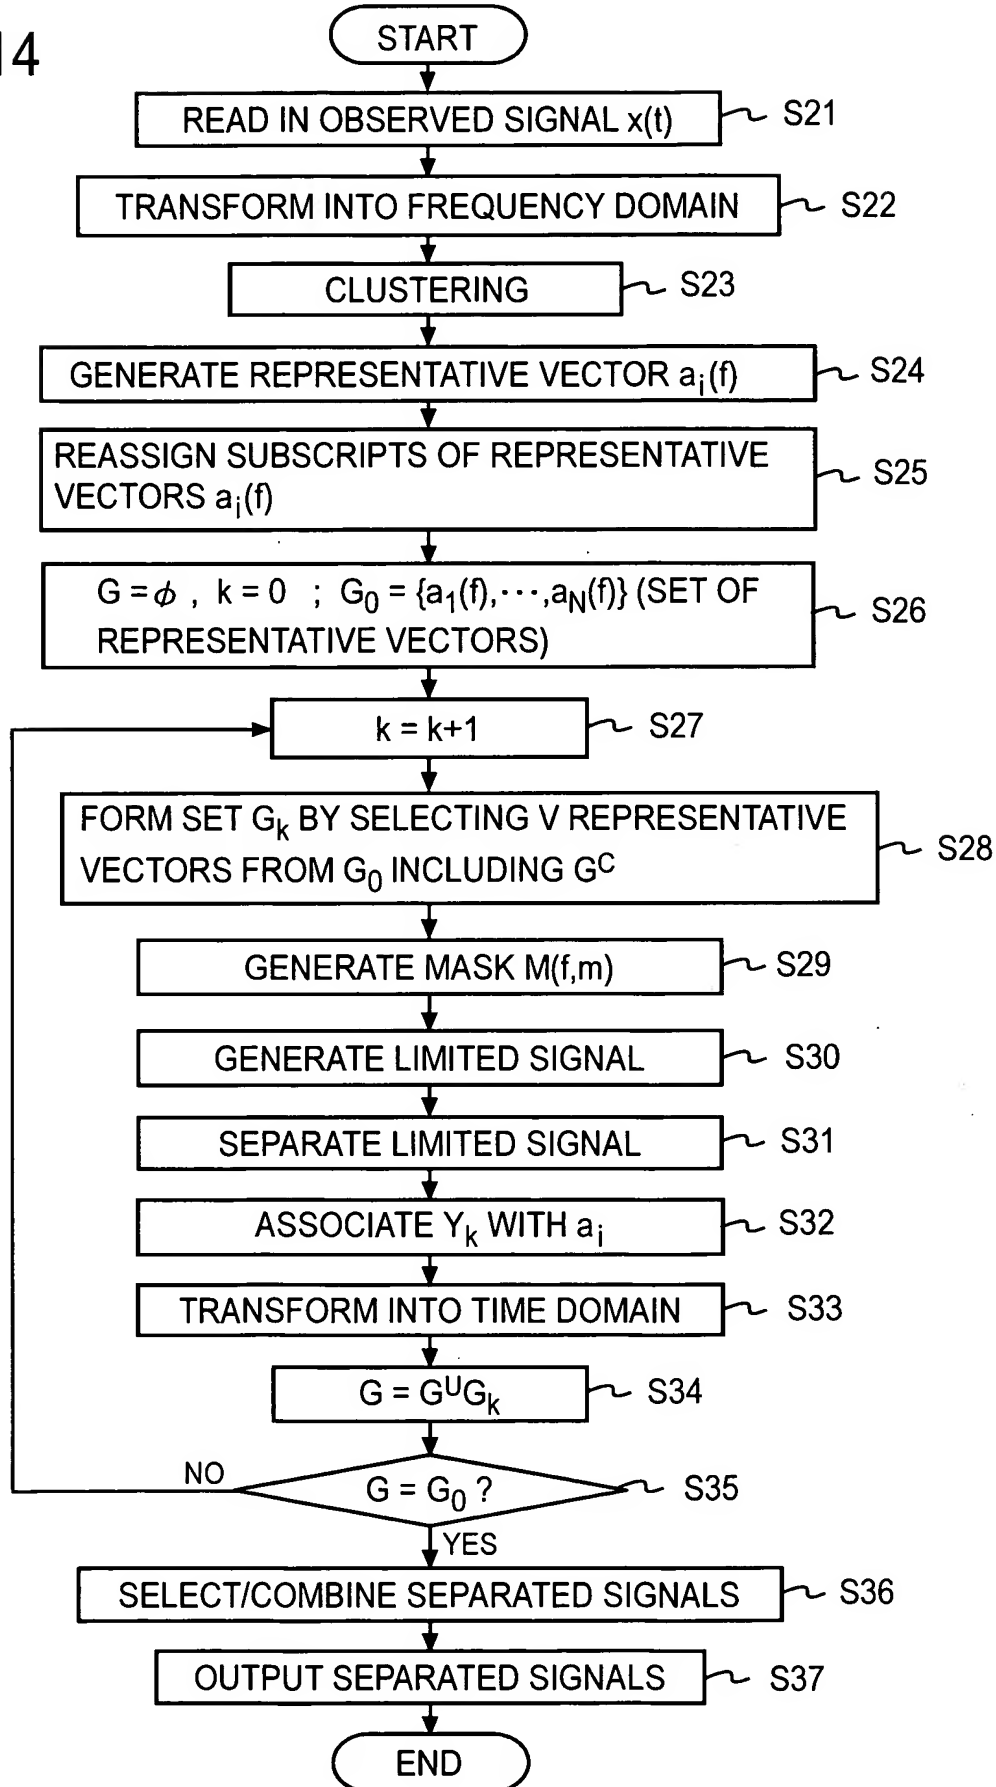 14
START
READ IN OBSERVED SIGNAL x(t)
S21
TRANSFORM INTO FREQUENCY DOMAIN
S22
CLUSTERING
S23
GENERATE REPRESENTATIVE VECTOR aᵢ(f)
S24
REASSIGN SUBSCRIPTS OF REPRESENTATIVE
VECTORS aᵢ(f)
S25
G = ϕ , k = 0 ; G₀ = {a₁(f),⋯,a_N(f)} (SET OF
REPRESENTATIVE VECTORS)
S26
k = k+1
S27
FORM SET Gₖ BY SELECTING V REPRESENTATIVE
VECTORS FROM G₀ INCLUDING Gᶜ
S28
GENERATE MASK M(f,m)
S29
GENERATE LIMITED SIGNAL
S30
SEPARATE LIMITED SIGNAL
S31
ASSOCIATE Yₖ WITH aᵢ
S32
TRANSFORM INTO TIME DOMAIN
S33
G = G∪Gₖ
S34
NO
G = G₀ ?
S35
YES
SELECT/COMBINE SEPARATED SIGNALS
S36
OUTPUT SEPARATED SIGNALS
S37
END